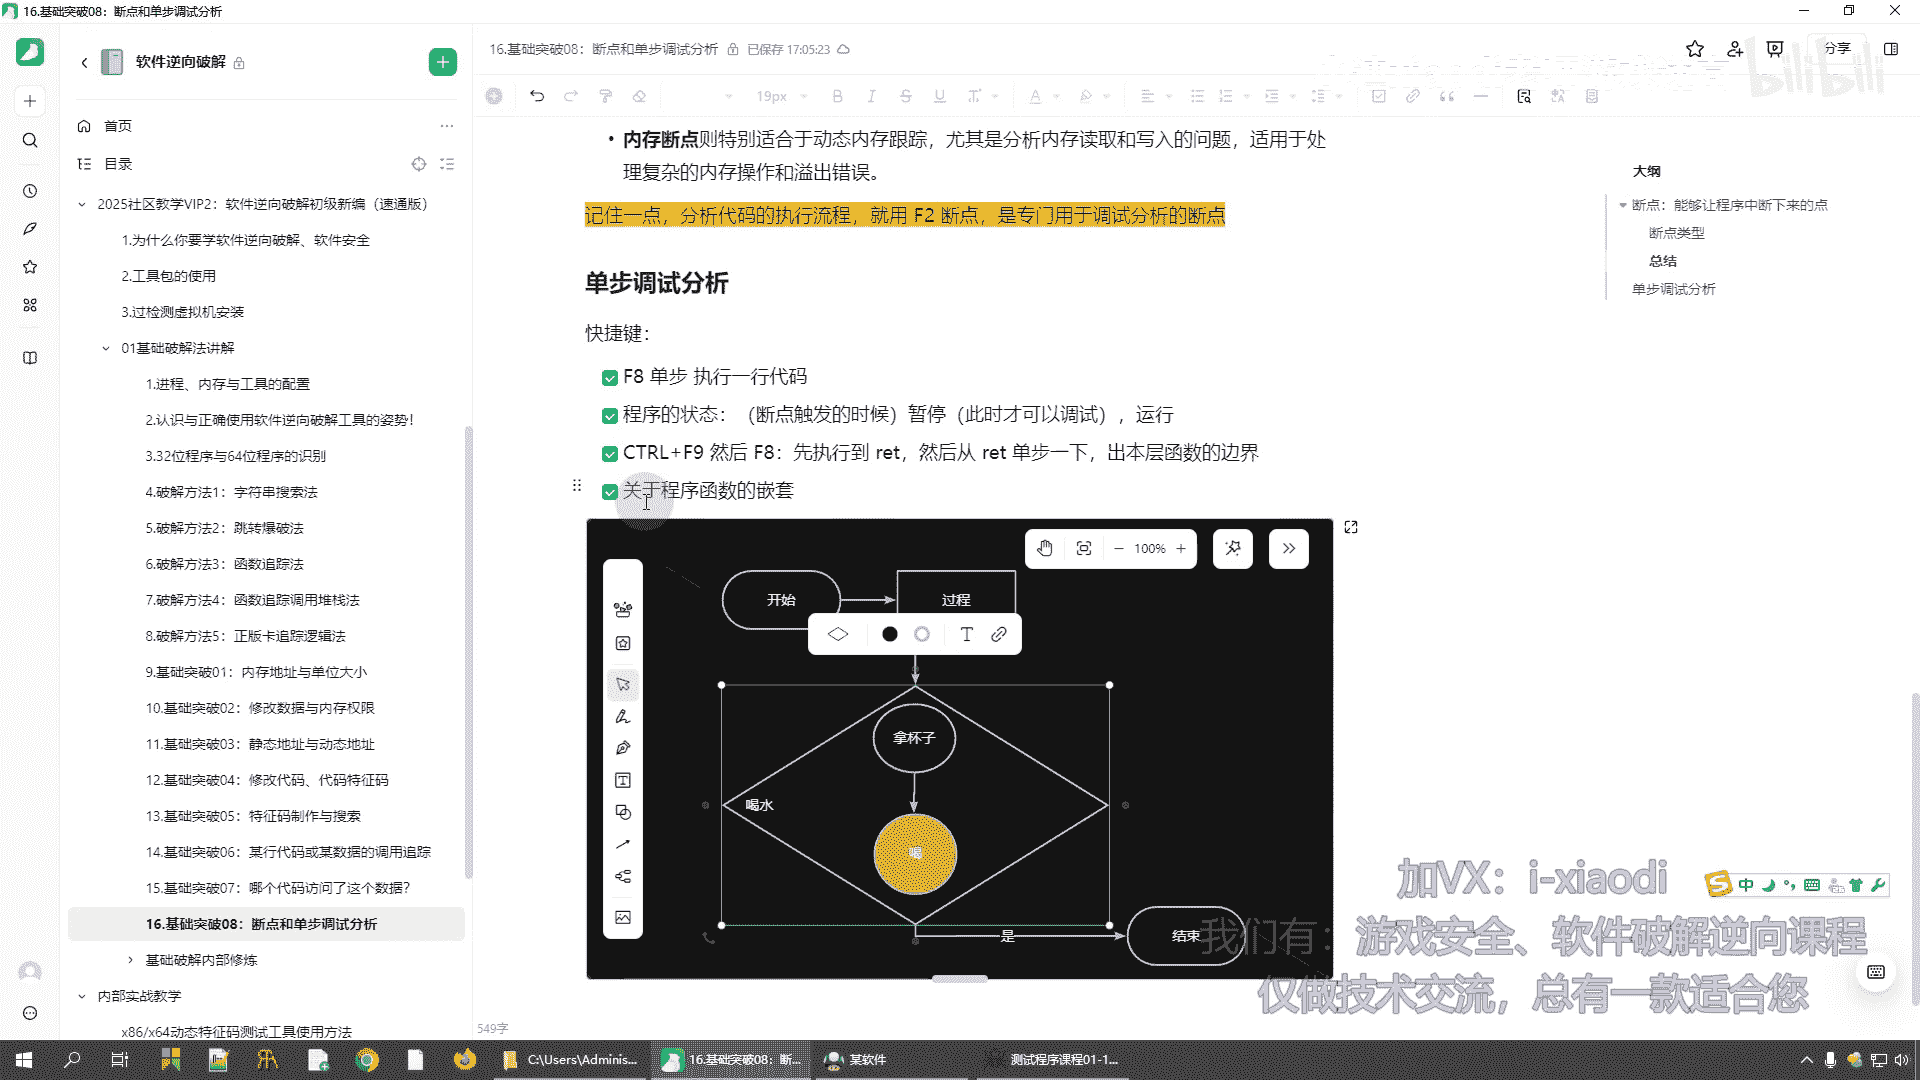 16.基础突破08：断点和单步调试分析
软件逆向破解
首页
目录
2025社区教学VIP2：软件逆向破解初级新编（速通版）
1.为什么你要学软件逆向破解、软件安全
2.工具包的使用
3.过检测虚拟机安装
01基础破解法讲解
1.进程、内存与工具的配置
2.认识与正确使用软件逆向破解工具的姿势！
3.32位程序与64位程序的识别
4.破解方法1：字符串搜索法
5.破解方法2：跳转爆破法
6.破解方法3：函数追踪法
7.破解方法4：函数追踪调用堆栈法
8.破解方法5：正版卡追踪逻辑法
9.基础突破01：内存地址与单位大小
10.基础突破02：修改数据与内存权限
11.基础突破03：静态地址与动态地址
12.基础突破04：修改代码、代码特征码
13.基础突破05：特征码制作与搜索
14.基础突破06：某行代码或某数据的调用追踪
15.基础突破07：哪个代码访问了这个数据？
16.基础突破08：断点和单步调试分析
基础破解内部修炼
内部实战教学
x86/x64动态特征码测试工具使用方法
16.基础突破08：断点和单步调试分析 已保存 17:05:23
分享
bilibili
19px
• 内存断点则特别适合于动态内存跟踪，尤其是分析内存读取和写入的问题，适用于处
理复杂的内存操作和溢出错误。
记住一点，分析代码的执行流程，就用 F2 断点，是专门用于调试分析的断点
单步调试分析
快捷键：
F8 单步 执行一行代码
程序的状态：（断点触发的时候）暂停（此时才可以调试），运行
CTRL+F9 然后 F8：先执行到 ret，然后从 ret 单步一下，出本层函数的边界
关于程序函数的嵌套
100%
开始
过程
拿杯子
喝水
喝
是
结束
549字
大纲
断点：能够让程序中断下来的点
断点类型
总结
单步调试分析
加VX：i-xiaodi
中
我们有：游戏安全、软件破解逆向课程
仅做技术交流，总有一款适合您
C:\Users\Adminis...
16.基础突破08：断...
某软件
测试程序课程01-1...